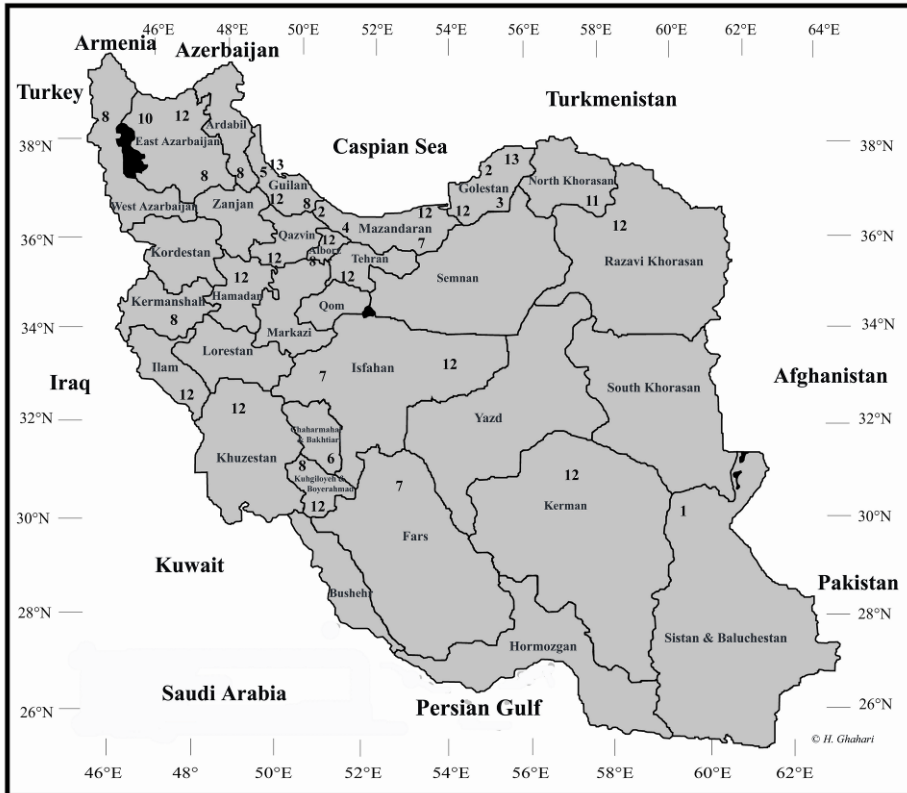 46°E 48°E 50°E 52°E 54°E 56°E 58°E 60°E 62°E 64°E
Armenia
Azerbaijan
Turkey
Turkmenistan
8
10
12
Ardabil
38°N
38°N
East Azarbaijan
Caspian Sea
13
2
13
8
8
5
Guilan
Golestan
North Khorasan
West Azarbaijan
Zanjan
12
8
2
12
12
3
11
4
Mazandaran
12
36°N
36°N
Qazvin
12
Alborz
7
Kordestan
12
8
Tehran
Razavi Khorasan
12
12
Semnan
Kermanshah
Hamadan
Qom
8
34°N
34°N
Markazi
Lorestan
Ilam
Isfahan
12
7
South Khorasan
Afghanistan
Iraq
12
12
32°N
32°N
Yazd
Chaharmahal
& Bakhtiari
Khuzestan
6
8
7
12
Kuhgiloyeh &
Boyerahmad
12
Kerman
1
30°N
30°N
Fars
Kuwait
Bushehr
Pakistan
28°N
28°N
Sistan & Baluchestan
Hormozgan
Saudi Arabia
Persian Gulf
26°N
26°N
© H. Ghahari
46°E 48°E 50°E 52°E 54°E 56°E 58°E 60°E 62°E